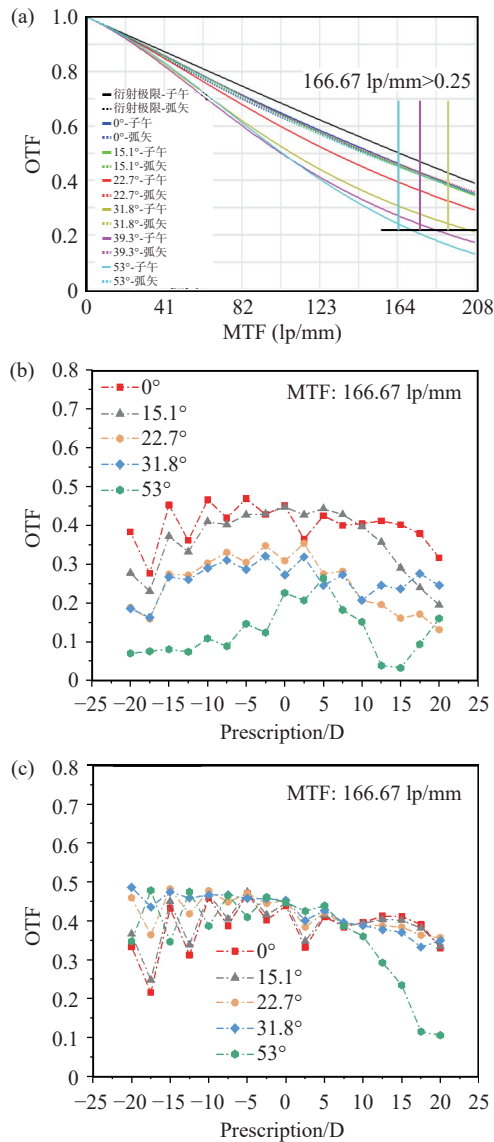 (a)
1.0
0.8
0.6
0.4
0.2
0
OTF
166.67 lp/mm>0.25
衍射极限-子午
衍射极限-弧矢
0°-子午
0°-弧矢
15.1°-子午
15.1°-弧矢
22.7°-子午
22.7°-弧矢
31.8°-子午
31.8°-弧矢
39.3°-子午
39.3°-弧矢
53°-子午
53°-弧矢
0 41 82 123 164 208
MTF (lp/mm)
(b)
0.8
0.7
0.6
0.5
0.4
0.3
0.2
0.1
0
OTF
0°
15.1°
22.7°
31.8°
53°
MTF: 166.67 lp/mm
−25 −20 −15 −10 −5 0 5 10 15 20 25
Prescription/D
(c)
0.8
0.7
0.6
0.5
0.4
0.3
0.2
0.1
0
OTF
MTF: 166.67 lp/mm
0°
15.1°
22.7°
31.8°
53°
−25 −20 −15 −10 −5 0 5 10 15 20 25
Prescription/D